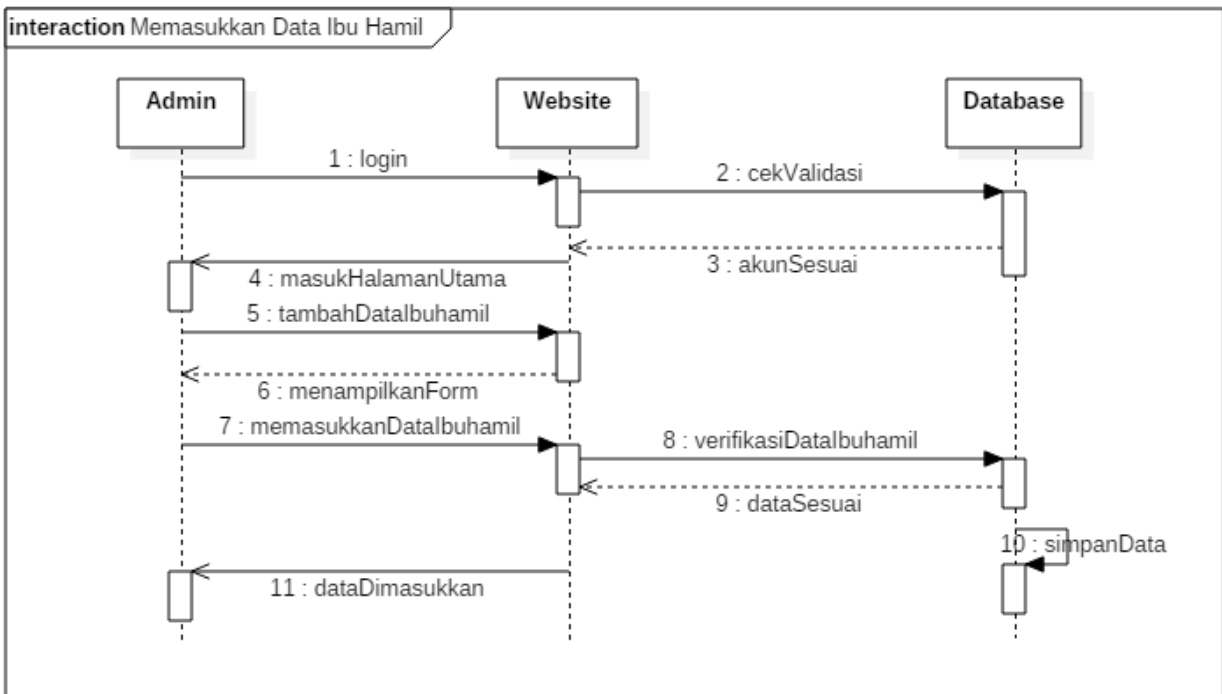 interaction Memasukkan Data Ibu Hamil
Admin
Website
Database
1 : login
2 : cekValidasi
3 : akunSesuai
4 : masukHalamanUtama
5 : tambahDataIbuhamil
6 : menampilkanForm
7 : memasukkanDataIbuhamil
8 : verifikasiDataIbuhamil
9 : dataSesuai
10 : simpanData
11 : dataDimasukkan